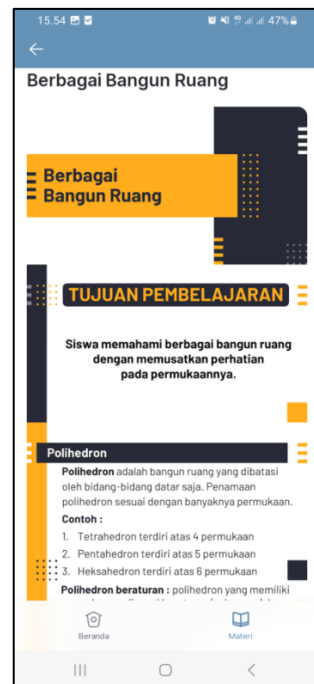 15.54 47%
Berbagai Bangun Ruang
Berbagai
Bangun Ruang
TUJUAN PEMBELAJARAN
Siswa memahami berbagai bangun ruang
dengan memusatkan perhatian
pada permukaannya.
Polihedron
Polihedron adalah bangun ruang yang dibatasi
oleh bidang-bidang datar saja. Penamaan
polihedron sesuai dengan banyaknya permukaan.
Contoh :
1. Tetrahedron terdiri atas 4 permukaan
2. Pentahedron terdiri atas 5 permukaan
3. Heksahedron terdiri atas 6 permukaan
Polihedron beraturan : polihedron yang memiliki
Beranda
Materi